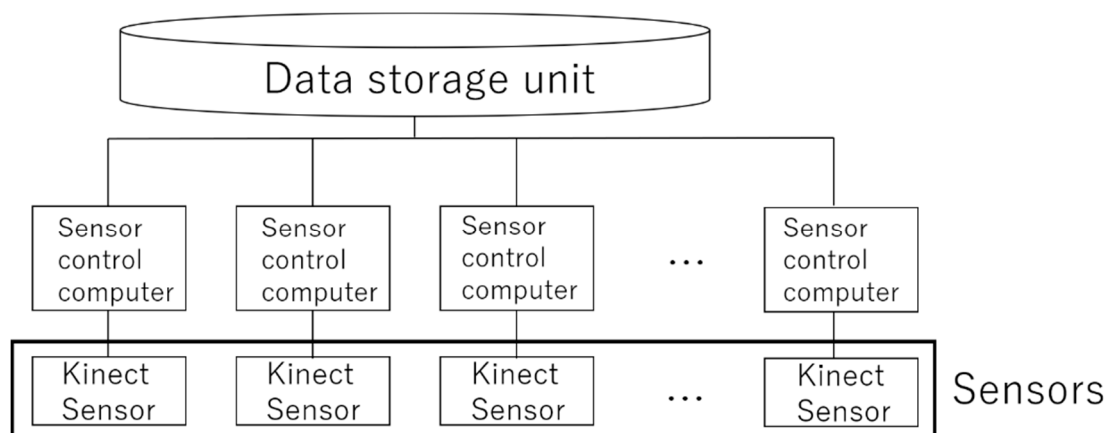 Data storage unit
Sensor
control
computer
Sensor
control
computer
Sensor
control
computer
...
Sensor
control
computer
Kinect
Sensor
Kinect
Sensor
Kinect
Sensor
...
Kinect
Sensor
Sensors